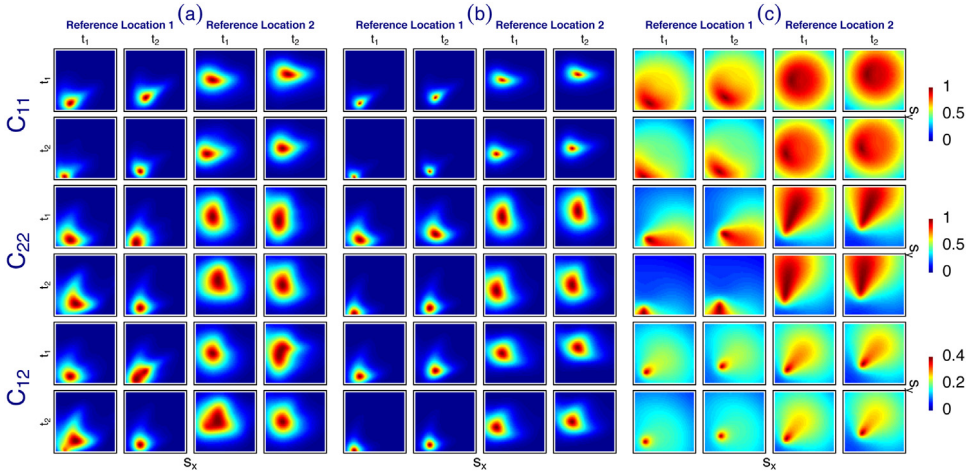 (a) (b) (c)
Reference Location 1 Reference Location 2 Reference Location 1 Reference Location 2 Reference Location 1 Reference Location 2
t1 t2 t1 t2 t1 t2 t1 t2 t1 t2 t1 t2
C11
t1
t2
sy
1
0.5
0
C22
t1
t2
sy
1
0.5
0
C12
t1
t2
sy
0.4
0.2
0
sx sx sx